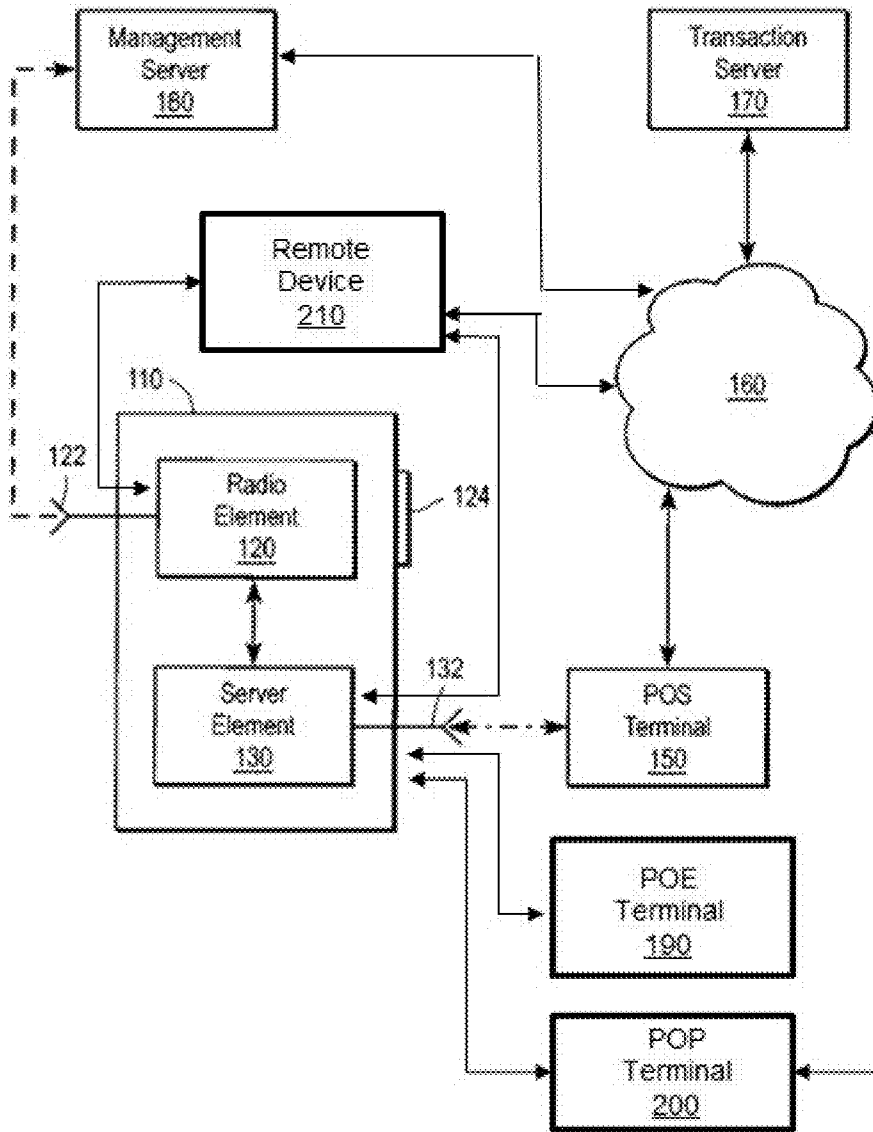 Management
Server
180
Transaction
Server
170
Remote
Device
210
110
160
122
Radio
Element
120
124
Server
Element
130
132
POS
Terminal
150
POE
Terminal
190
POP
Terminal
200